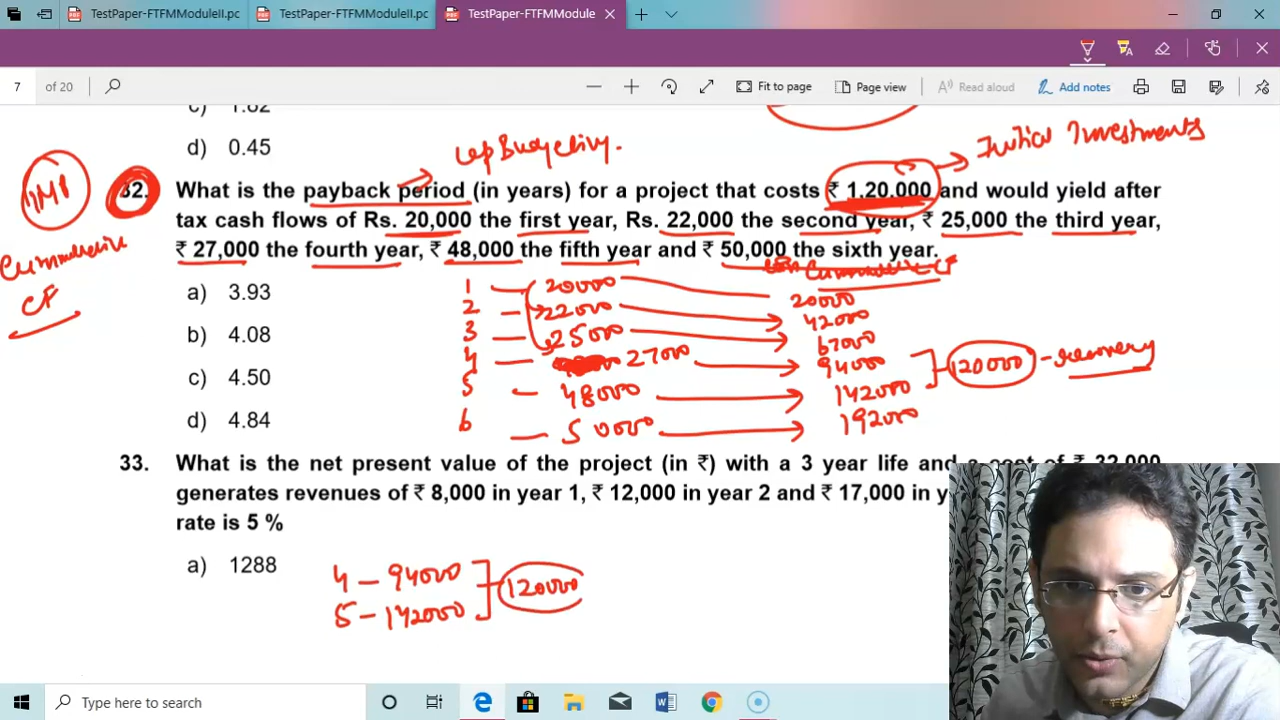 TestPaper-FTFMModuleII.pc
TestPaper-FTFMModuleII.pc
TestPaper-FTFMModule
7 of 20
Fit to page
Page view
Read aloud
Add notes
c) 1.82
d) 0.45
Initial Investments
32. What is the payback period (in years) for a project that costs ₹ 1,20,000 and would yield after
tax cash flows of Rs. 20,000 the first year, Rs. 22,000 the second year, ₹ 25,000 the third year,
₹ 27,000 the fourth year, ₹ 48,000 the fifth year and ₹ 50,000 the sixth year.
Cummulative
CF
Cummulative CF
a) 3.93
b) 4.08
c) 4.50
d) 4.84
1 — 20000 20000
2 — 22000 42000
3 — 25000 67000
4 — 27000 94000
5 - 48000 142000
6 — 50000 192000
120000 - recovery
33. What is the net present value of the project (in ₹) with a 3 year life and a cost of ₹ 32,000
generates revenues of ₹ 8,000 in year 1, ₹ 12,000 in year 2 and ₹ 17,000 in y
rate is 5 %
a) 1288
4 — 94000
5 — 142000
120000
Type here to search